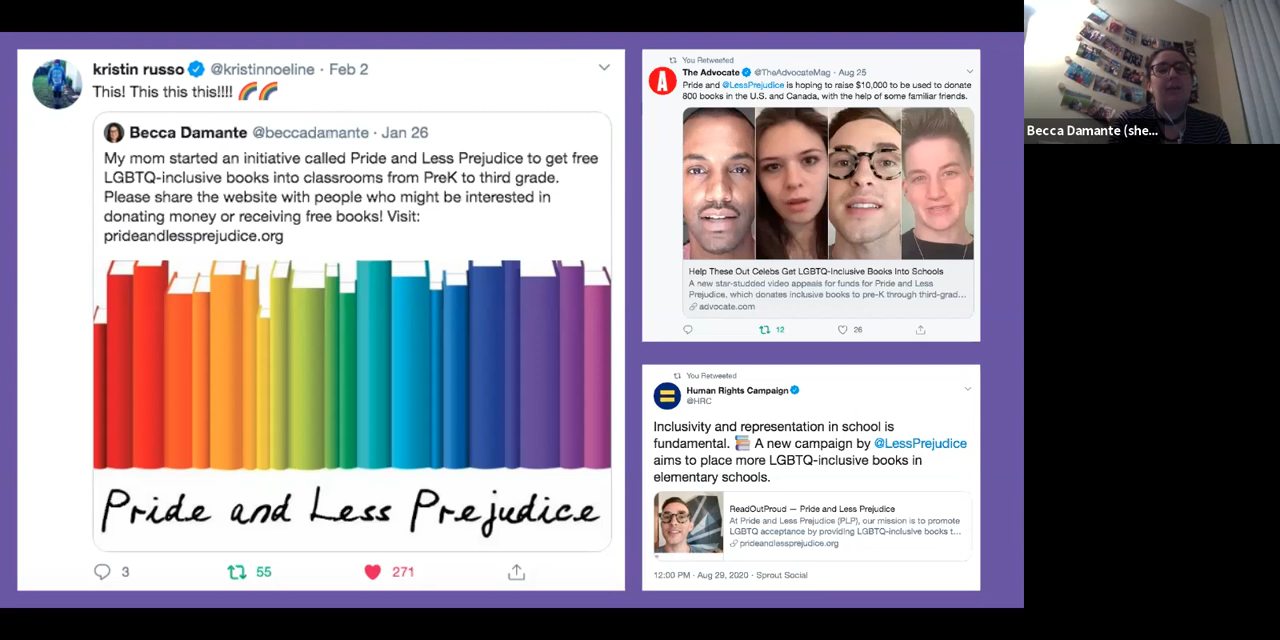 kristin russo @kristinnoeline · Feb 2
This! This this this!!!! 🌈🌈
Becca Damante @beccadamante · Jan 26
My mom started an initiative called Pride and Less Prejudice to get free
LGBTQ-inclusive books into classrooms from PreK to third grade.
Please share the website with people who might be interested in
donating money or receiving free books! Visit:
prideandlessprejudice.org
Pride and Less Prejudice
3 55 271
You Retweeted
The Advocate @TheAdvocateMag · Aug 25
Pride and @LessPrejudice is hoping to raise $10,000 to be used to donate
600 books in the U.S. and Canada, with the help of some familiar friends.
Help These Out Celebs Get LGBTQ-Inclusive Books Into Schools
A new star-studded video appeals for funds for Pride and Less
Prejudice, which donates inclusive books to pre-K through third-grad...
advocate.com
12 26
You Retweeted
Human Rights Campaign
@HRC
Inclusivity and representation in school is
fundamental. 📚 A new campaign by @LessPrejudice
aims to place more LGBTQ-inclusive books in
elementary schools.
ReadOutProud — Pride and Less Prejudice
At Pride and Less Prejudice (PLP), our mission is to promote
LGBTQ acceptance by providing LGBTQ-inclusive books t...
prideandlessprejudice.org
12:00 PM · Aug 29, 2020 · Sprout Social
Becca Damante (she...